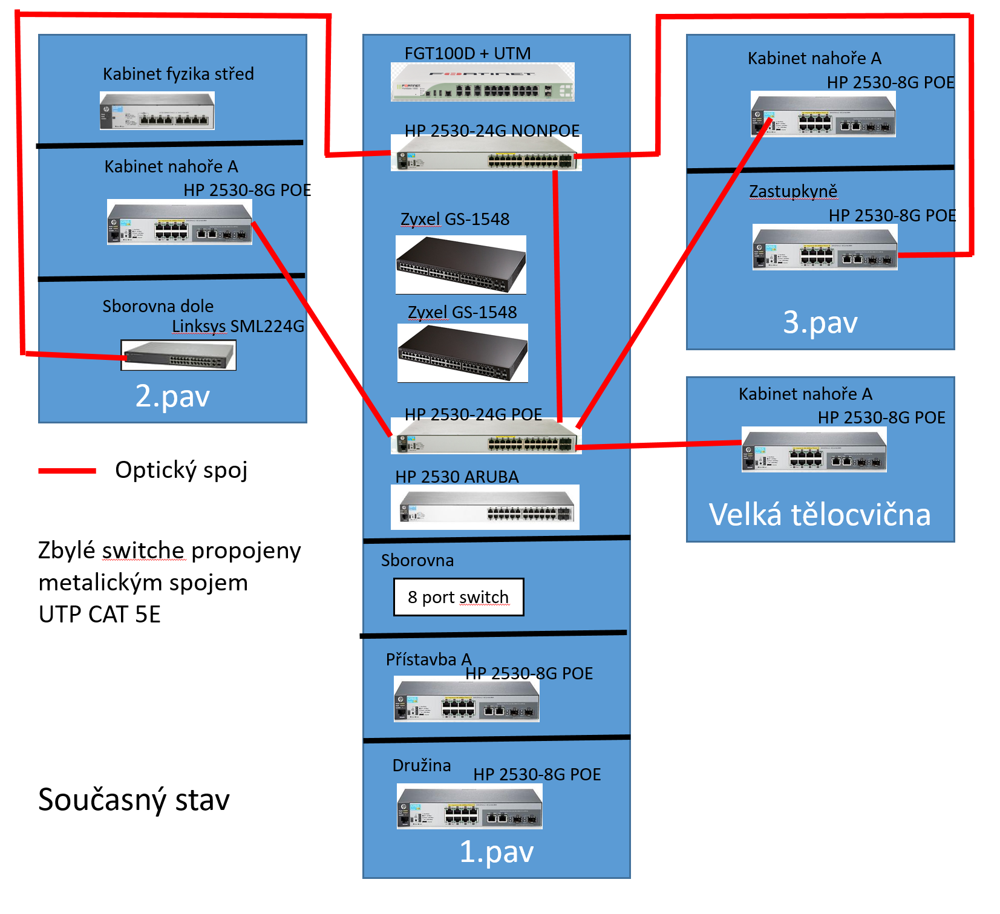 Kabinet fyzika střed
Kabinet nahoře A
HP 2530-8G POE
Sborovna dole
Linksys SML224G
2.pav
Optický spoj
Zbylé switche propojeny
metalickým spojem
UTP CAT 5E
Současný stav
FGT100D + UTM
FORTINET
HP 2530-24G NONPOE
Zyxel GS-1548
Zyxel GS-1548
HP 2530-24G POE
HP 2530 ARUBA
Sborovna
8 port switch
Přístavba A
HP 2530-8G POE
Družina
HP 2530-8G POE
1.pav
Kabinet nahoře A
HP 2530-8G POE
Zastupkyně
HP 2530-8G POE
3.pav
Kabinet nahoře A
HP 2530-8G POE
Velká tělocvična